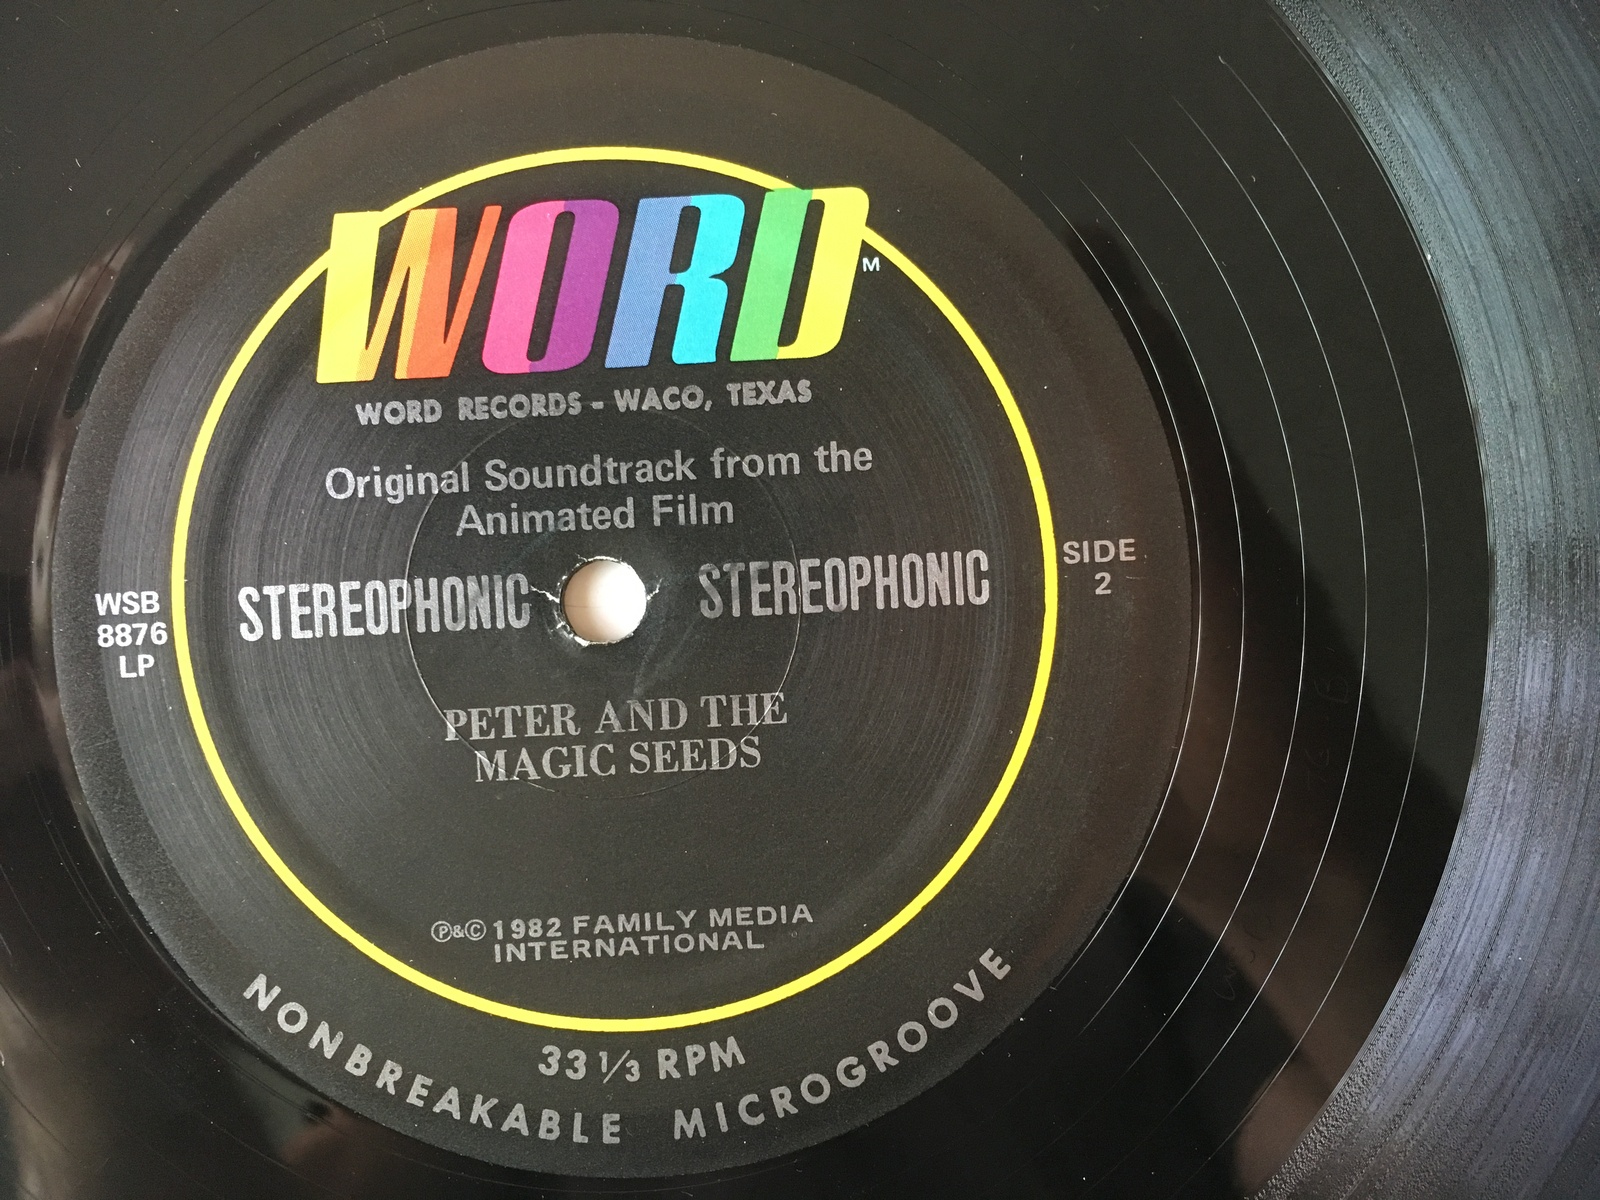 WORD
M
WORD RECORDS - WACO, TEXAS
Original Soundtrack from the
Animated Film
STEREOPHONIC STEREOPHONIC
SIDE
2
WSB
8876
LP
PETER AND THE
MAGIC SEEDS
Ⓟ&© 1982 FAMILY MEDIA
INTERNATIONAL
33 1/3 RPM
NONBREAKABLE MICROGROOVE